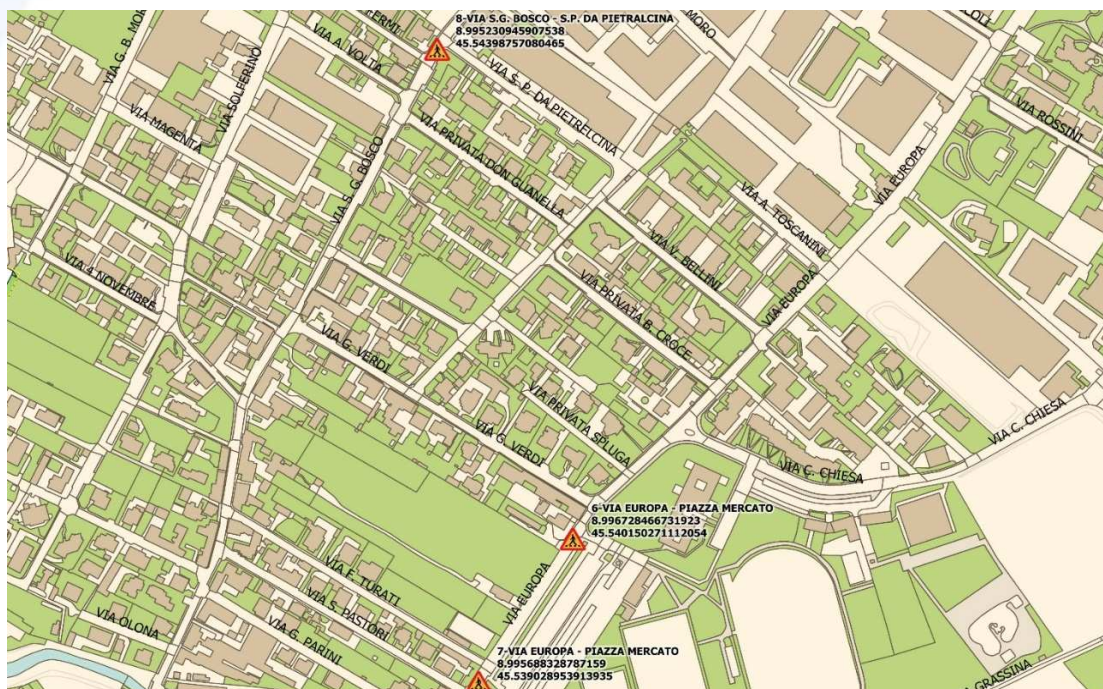 8-VIA S.G. BOSCO - S.P. DA PIETRALCINA
8.995230945907538
45.54398757080465
FERMI
VIA A. VOLTA
MORO
VIA G. B. MOR
VIA SOLFERINO
VIA S. P. DA PIETRELCINA
VIA ROSSINI
VIA MAGENTA
VIA PRIVATA DON GUANELLA
VIA S. G. BOSCO
VIA EUROPA
VIA A. TOSCANINI
VIA V. BELLINI
VIA 4 NOVEMBRE
VIA PRIVATA B. CROCE
VIA EUROPA
VIA G. VERDI
VIA PRIVATA SPLUGA
VIA G. VERDI
VIA C. CHIESA
VIA C. CHIESA
6-VIA EUROPA - PIAZZA MERCATO
8.996728466731923
45.540150271112054
VIA F. TURATI
VIA EUROPA
VIA S. PASTORI
VIA OLONA
VIA G. PARINI
7-VIA EUROPA - PIAZZA MERCATO
8.995688328787159
45.539028953913935
GRASSINA